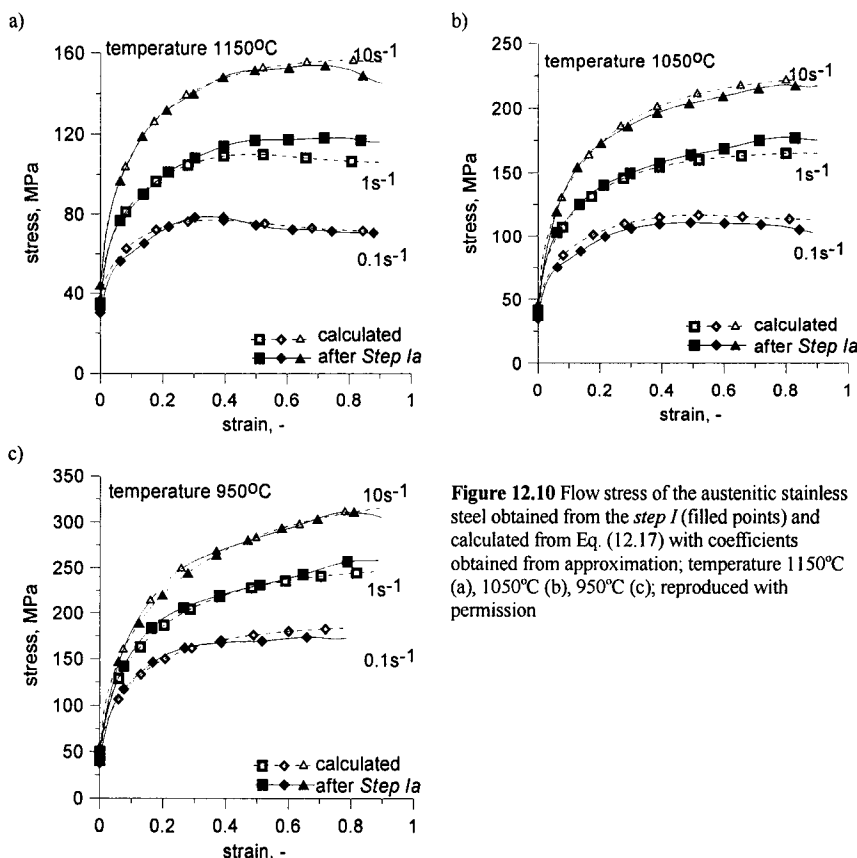 a)
temperature 1150ºC
10s-1
1s-1
0.1s-1
160
120
80
40
0
stress, MPa
calculated
after Step Ia
0 0.2 0.4 0.6 0.8 1
strain, -
b)
temperature 1050ºC
10s-1
1s-1
0.1s-1
250
200
150
100
50
0
stress, MPa
calculated
after Step Ia
0 0.2 0.4 0.6 0.8 1
strain, -
c)
temperature 950ºC
10s-1
1s-1
0.1s-1
350
300
250
200
150
100
50
0
stress, MPa
calculated
after Step Ia
0 0.2 0.4 0.6 0.8 1
strain, -
Figure 12.10 Flow stress of the austenitic stainless
steel obtained from the step I (filled points) and
calculated from Eq. (12.17) with coefficients
obtained from approximation; temperature 1150ºC
(a), 1050ºC (b), 950ºC (c); reproduced with
permission